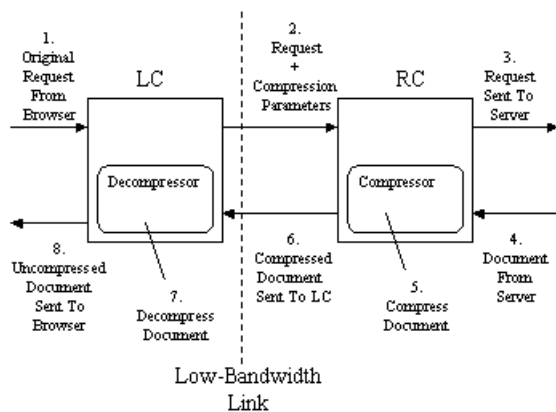 1.
Original
Request
From
Browser
LC
2.
Request
+
Compression
Parameters
RC
3.
Request
Sent To
Server
Decompressor
Compressor
8.
Uncompressed
Document
Sent To
Browser
7.
Decompress
Document
6.
Compressed
Document
Sent To LC
5.
Compress
Document
4.
Document
From
Server
Low-Bandwidth
Link